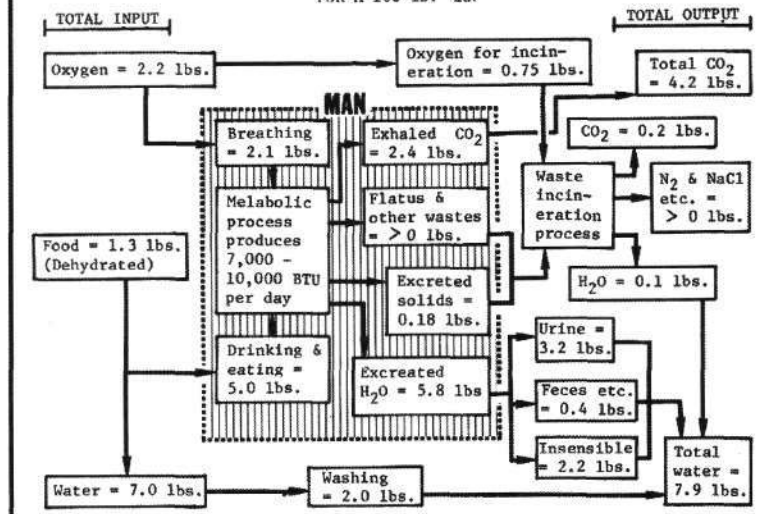 TOTAL INPUT
TOTAL OUTPUT
Oxygen = 2.2 lbs.
Oxygen for incin-
eration = 0.75 lbs.
Total CO2
= 4.2 lbs.
MAN
Breathing
= 2.1 lbs.
Exhaled CO2
= 2.4 lbs.
CO2 = 0.2 lbs.
Waste
incin-
eration
process
N2 & NaCl
etc. =
> 0 lbs.
Melabolic
process
produces
7,000 –
10,000 BTU
per day
Flatus &
other wastes
= > 0 lbs.
Food = 1.3 lbs.
(Dehydrated)
Excreted
solids =
0.18 lbs.
H2O = 0.1 lbs.
Drinking &
eating =
5.0 lbs.
Excreated
H2O = 5.8 lbs
Urine =
3.2 lbs.
Feces etc.
= 0.4 lbs.
Insensible
= 2.2 lbs.
Total
water =
7.9 lbs.
Water = 7.0 lbs.
Washing
= 2.0 lbs.